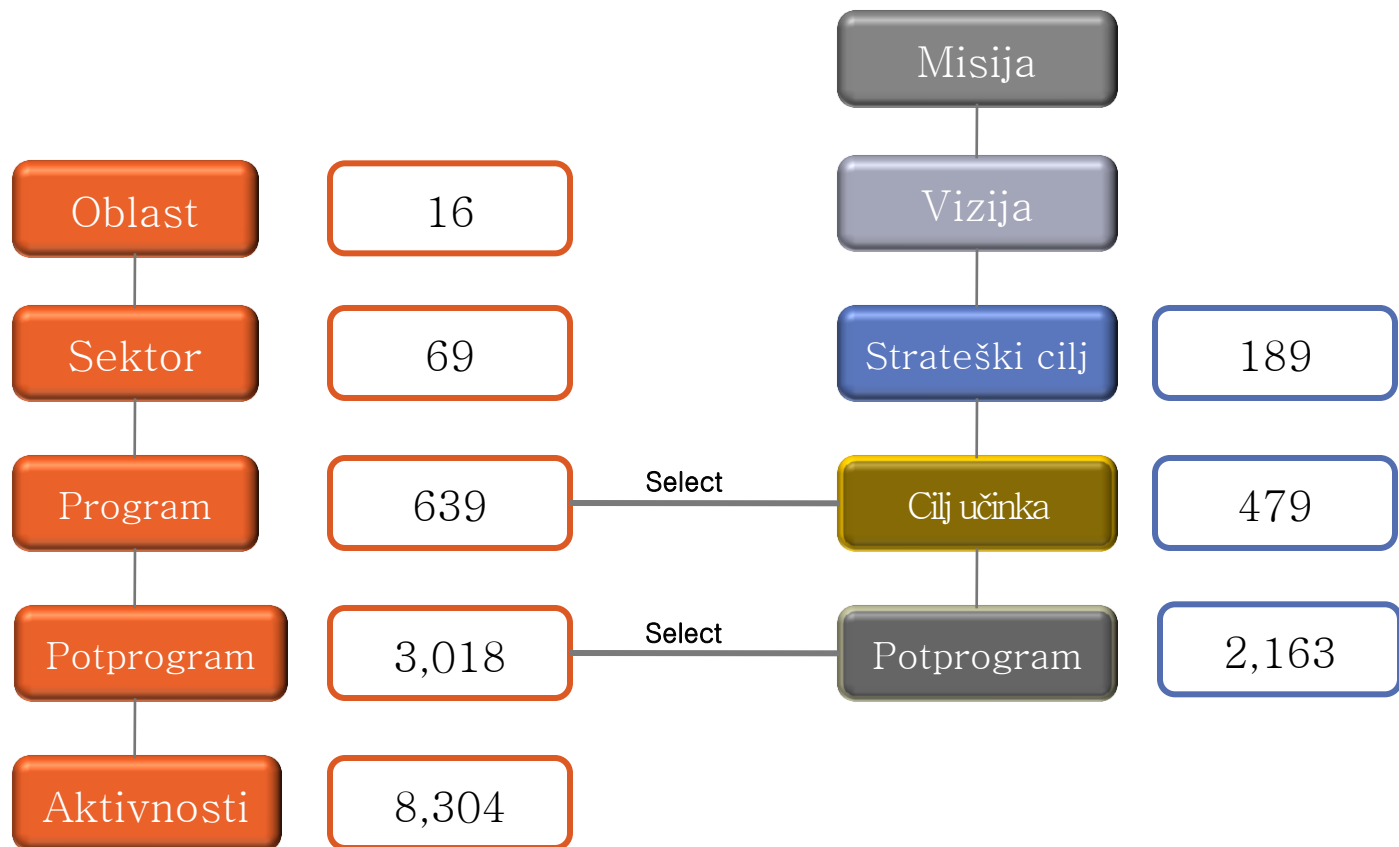 Misija
Oblast
16
Vizija
Sektor
69
Strateški cilj
189
Program
639
Select
Cilj učinka
479
Potprogram
3,018
Select
Potprogram
2,163
Aktivnosti
8,304